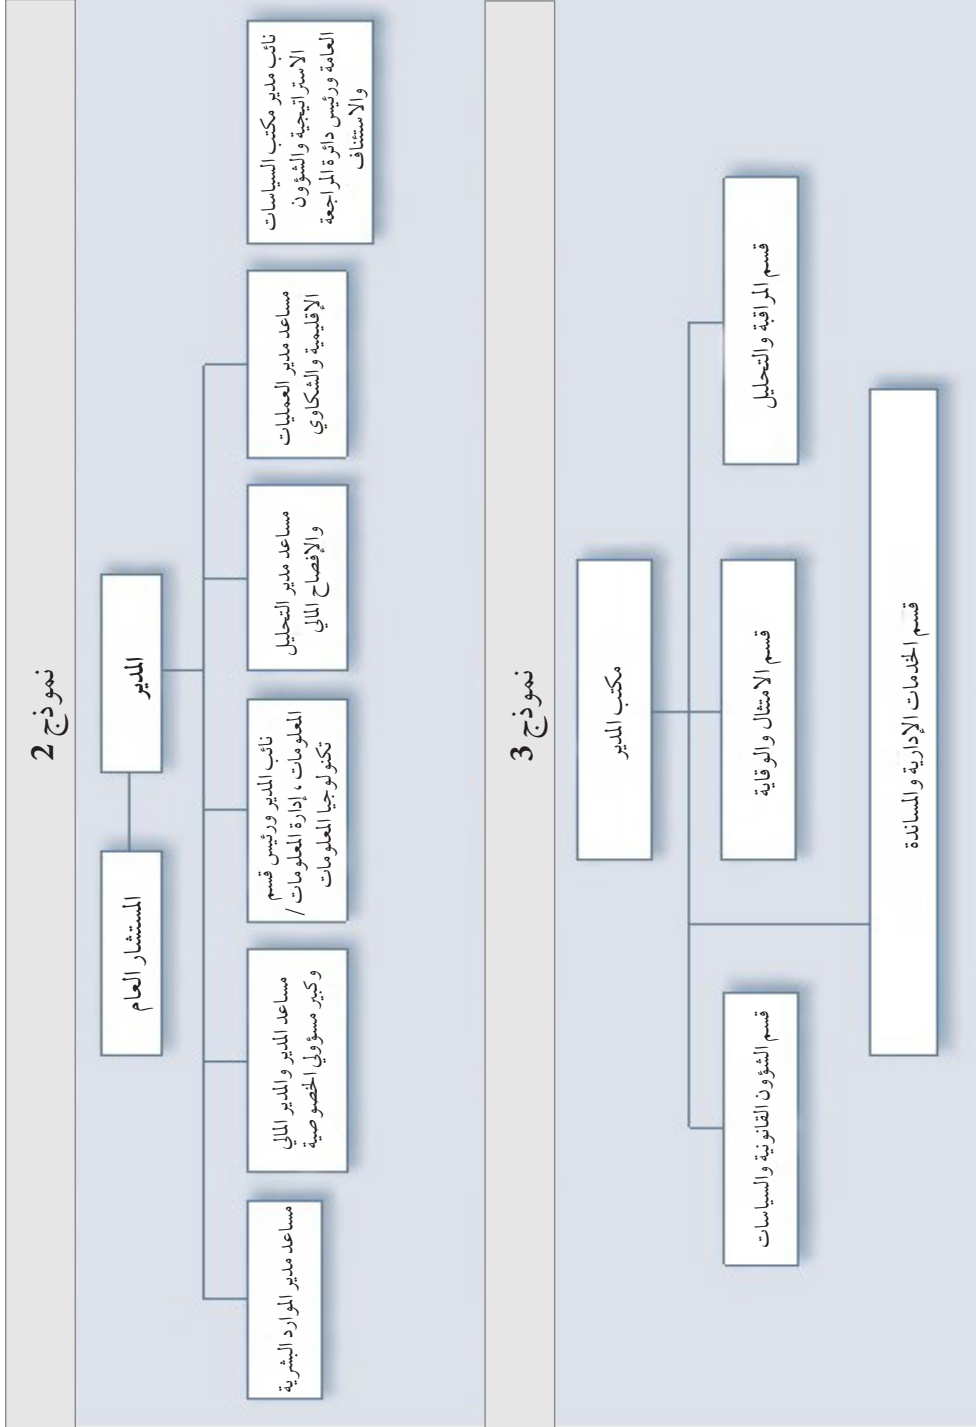 نموذج 2
المدير
المستشار العام
نائب مدير مكتب السياسات
الاستراتيجية والشؤون
العامة ورئيس دائرة المراجعة
والاستئناف
مساعد مدير العمليات
الإقليمية والشكاوي
مساعد مدير التحليل
والإفصاح المالي
نائب المدير ورئيس قسم
المعلومات، إدارة المعلومات /
تكنولوجيا المعلومات
مساعد المدير والمدير المالي
وكبير مسؤولي الخصوصية
مساعد مدير الموارد البشرية
نموذج 3
مكتب المدير
قسم المراقبة والتحليل
قسم الامتثال والوقاية
قسم الشؤون القانونية والسياسات
قسم الخدمات الإدارية والمساندة